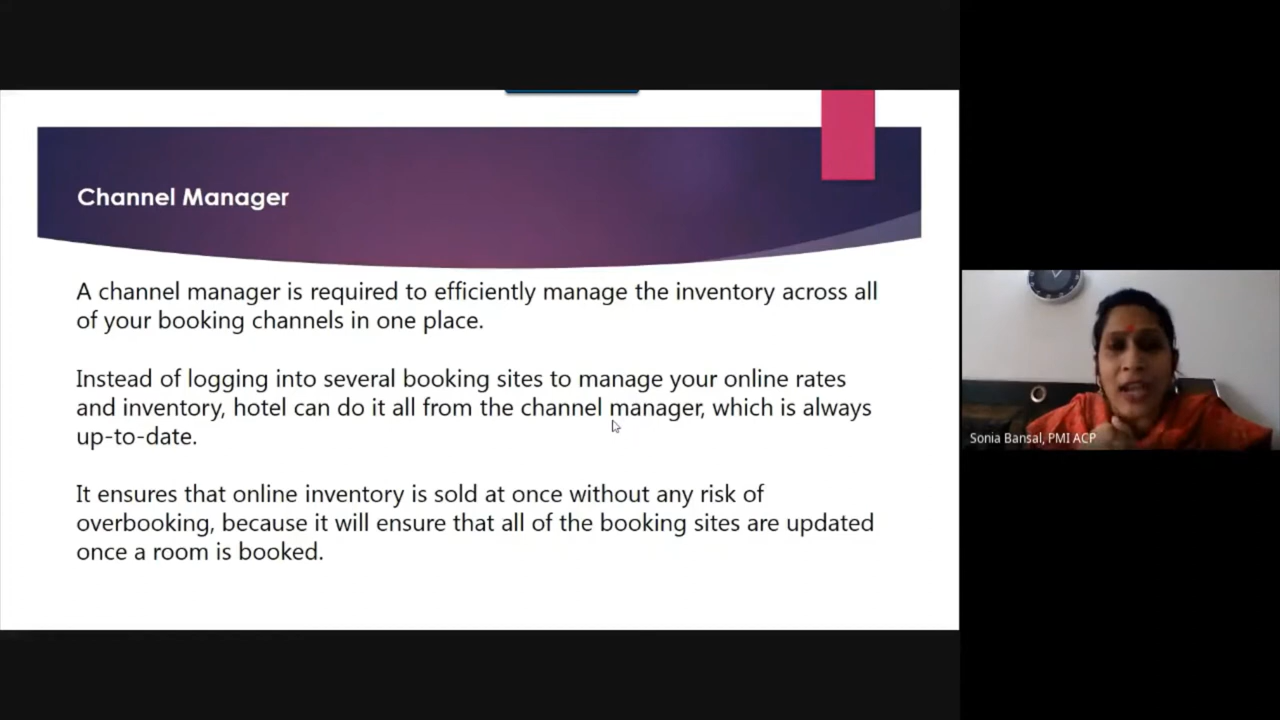 Channel Manager
A channel manager is required to efficiently manage the inventory across all
of your booking channels in one place.
Instead of logging into several booking sites to manage your online rates
and inventory, hotel can do it all from the channel manager, which is always
up-to-date.
It ensures that online inventory is sold at once without any risk of
overbooking, because it will ensure that all of the booking sites are updated
once a room is booked.
Sonia Bansal, PMI ACP